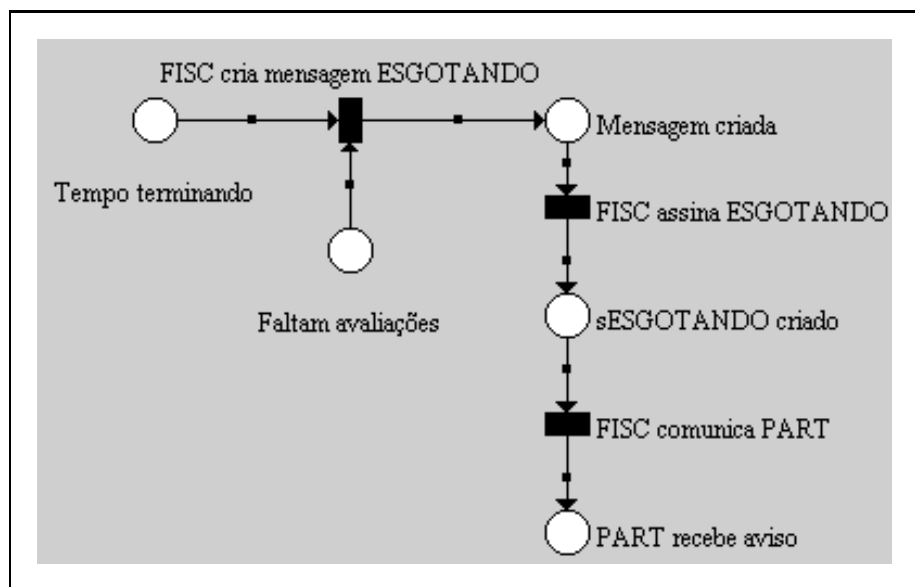 FISC cria mensagem ESGOTANDO
Mensagem criada
Tempo terminando
FISC assina ESGOTANDO
Faltam avaliações
sESGOTANDO criado
FISC comunica PART
PART recebe aviso